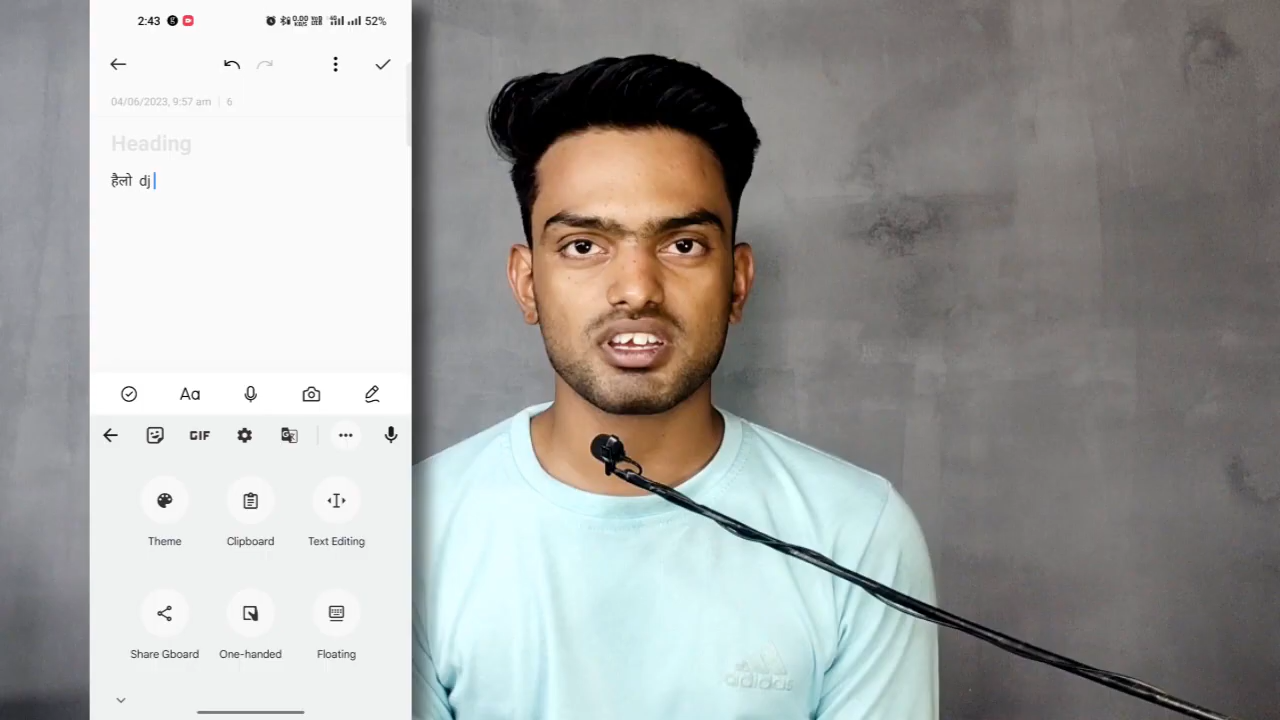 2:43
52%
04/06/2023, 9:57 am | 6
Heading
हैलो dj
Aa
GIF
Theme
Clipboard
Text Editing
Share Gboard
One-handed
Floating
adidas